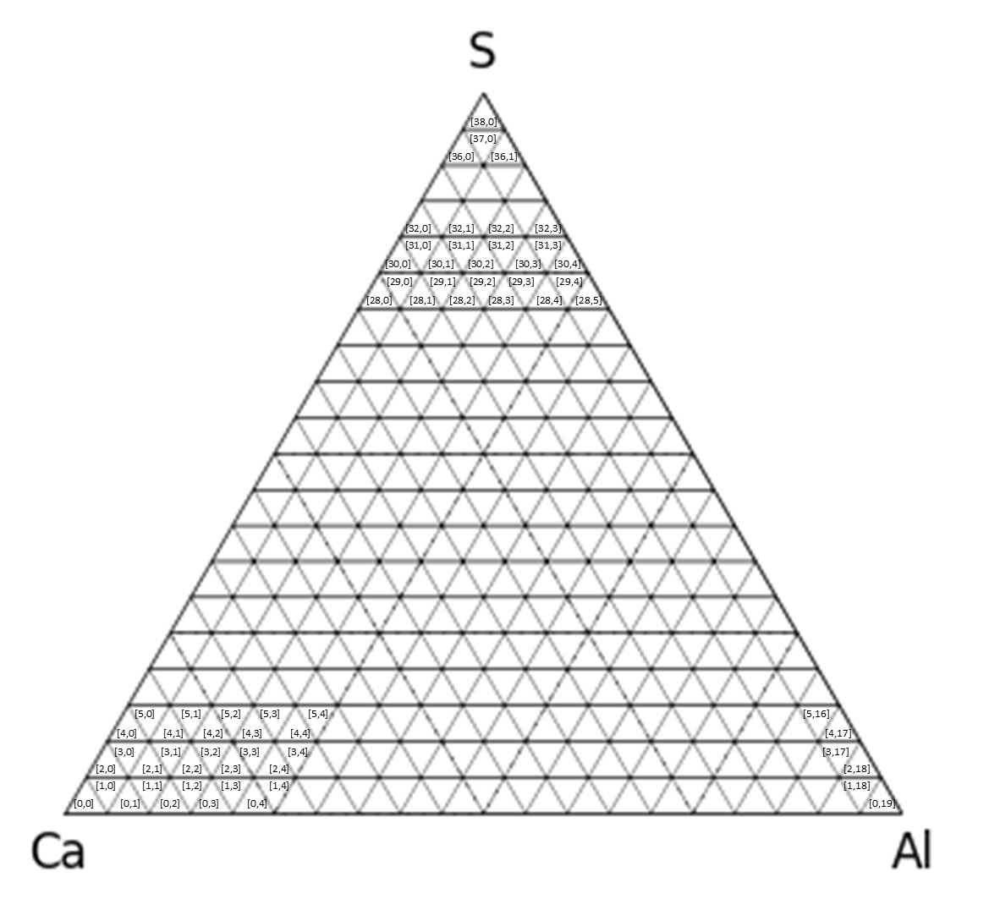 S
[38,0]
[37,0]
[36,0] [36,1]
[32,0] [32,1] [32,2] [32,3]
[31,0] [31,1] [31,2] [31,3]
[30,0] [30,1] [30,2] [30,3] [30,4]
[29,0] [29,1] [29,2] [29,3] [29,4]
[28,0] [28,1] [28,2] [28,3] [28,4] [28,5]
[5,0] [5,1] [5,2] [5,3] [5,4] [5,16]
[4,0] [4,1] [4,2] [4,3] [4,4] [4,17]
[3,0] [3,1] [3,2] [3,3] [3,4] [3,17]
[2,0] [2,1] [2,2] [2,3] [2,4] [2,18]
[1,0] [1,1] [1,2] [1,3] [1,4] [1,18]
[0,0] [0,1] [0,2] [0,3] [0,4] [0,19]
Ca Al